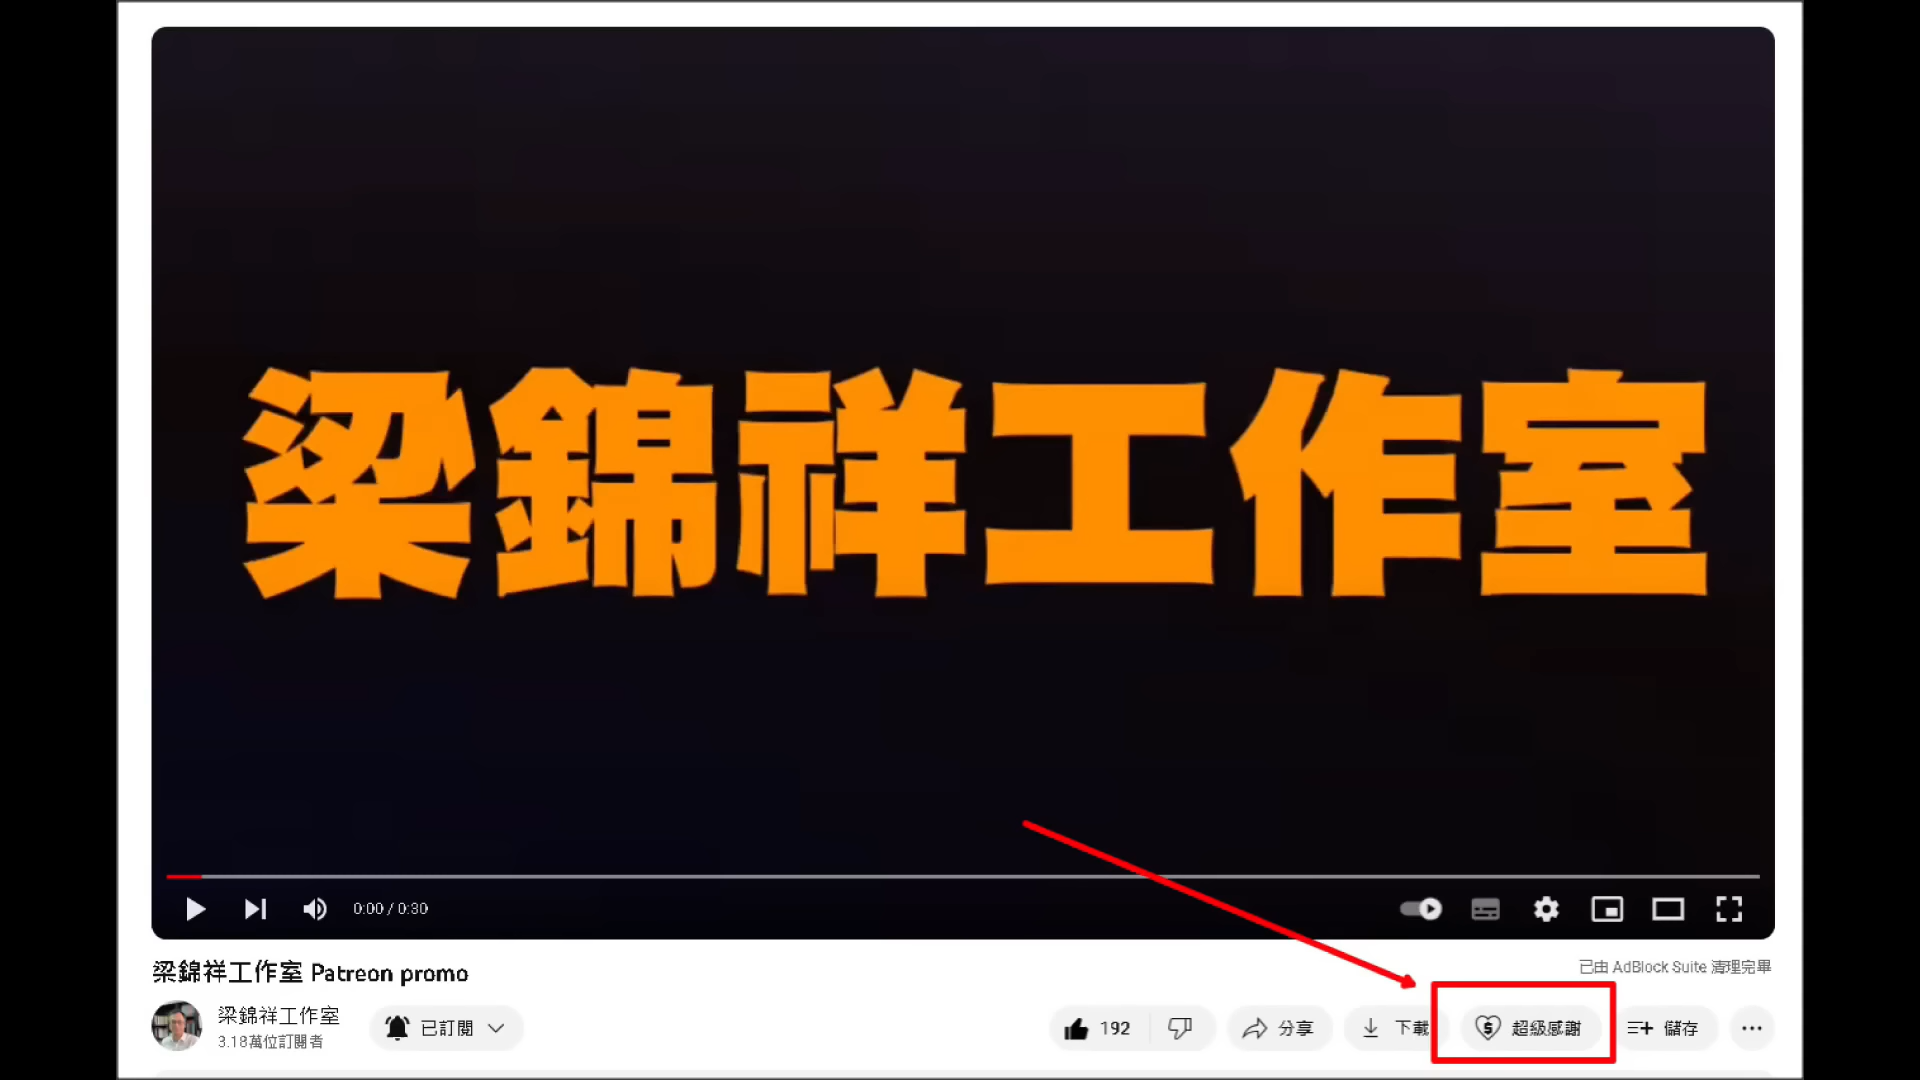 梁錦祥工作室
0:00 / 0:30
梁錦祥工作室 Patreon promo
已由 AdBlock Suite 清理完畢
梁錦祥工作室
3.18萬位訂閱者
已訂閱
192
分享
下載
超級感謝
儲存